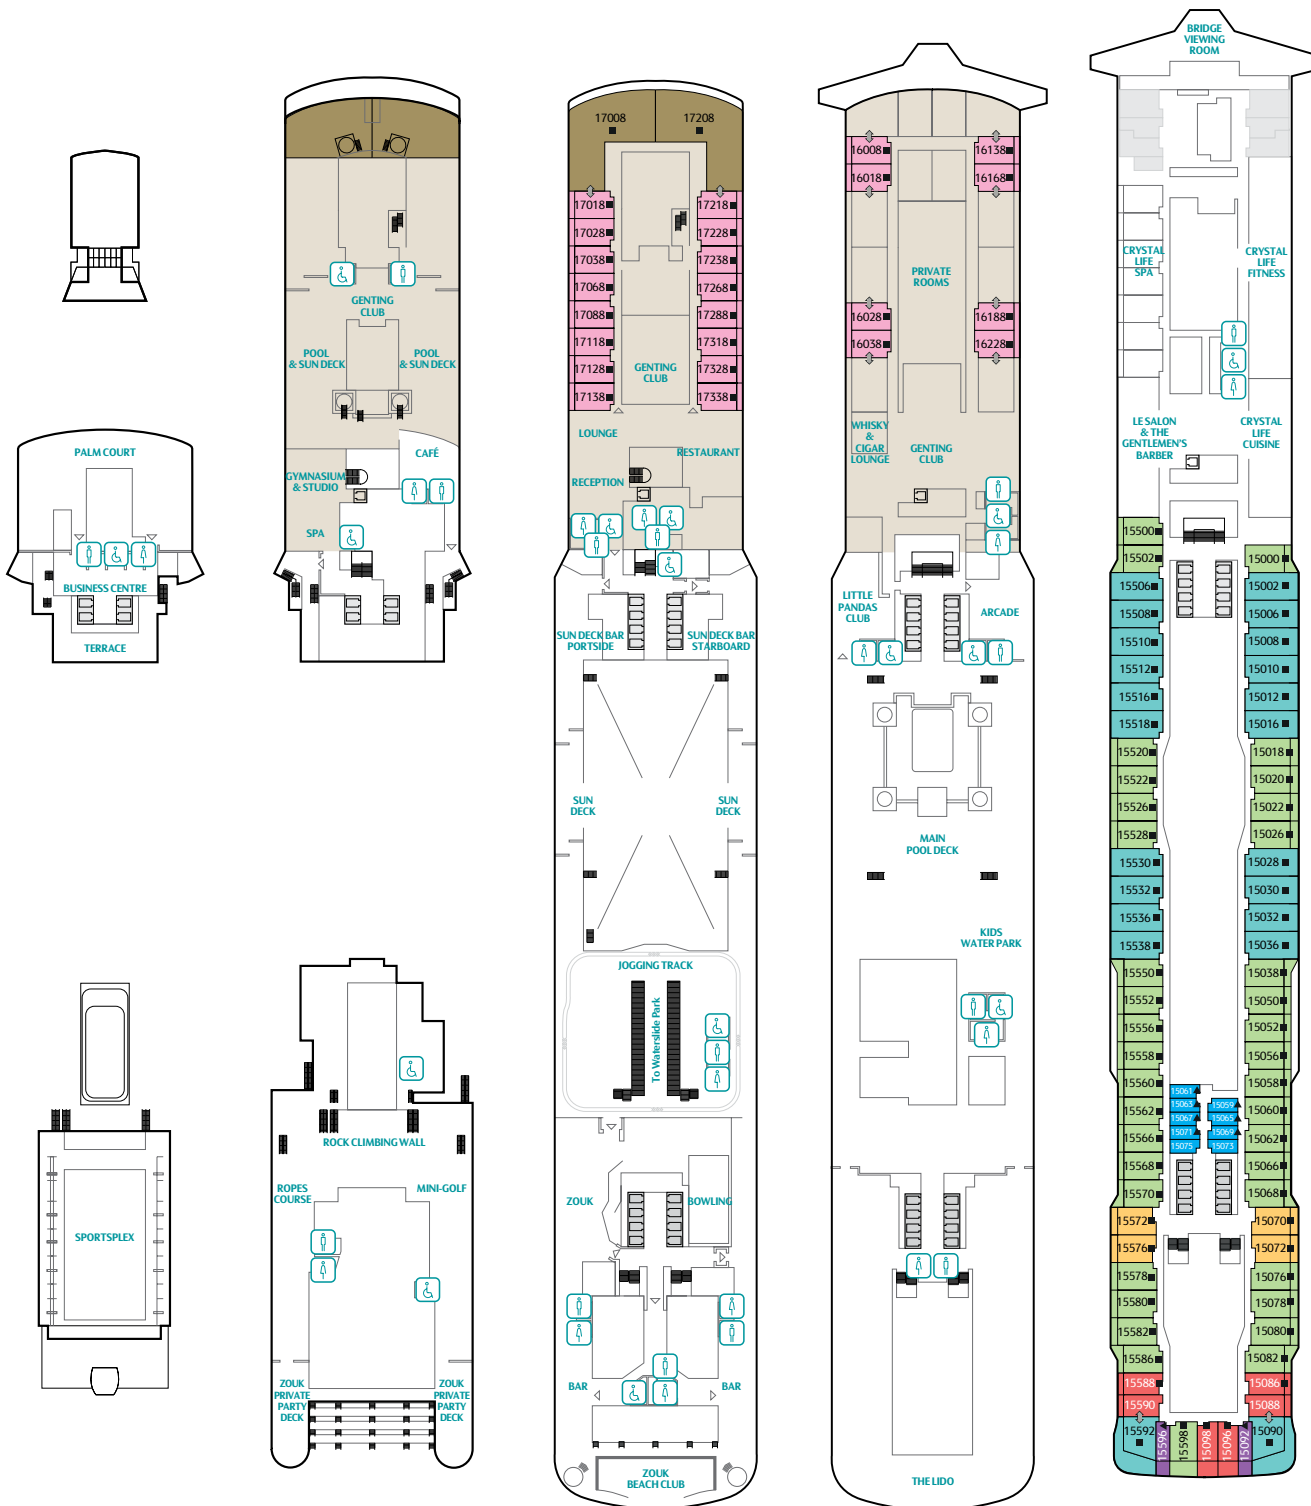 PALM COURT
BUSINESS CENTRE
TERRACE
SPORTSPLEX
GENTING
CLUB
POOL
& SUN DECK
POOL
& SUN DECK
CAFÉ
GYMNASIUM
& STUDIO
SPA
ROCK CLIMBING WALL
ROPES
COURSE
MINI-GOLF
ZOUK
PRIVATE
PARTY
DECK
ZOUK
PRIVATE
PARTY
DECK
17008
17208
17018
17218
17028
17228
17038
17238
17068
17268
17088
17288
17118
17318
17128
17328
17138
17338
GENTING
CLUB
LOUNGE
RESTAURANT
RECEPTION
SUN DECK BAR
PORTSIDE
SUN DECK BAR
STARBOARD
SUN
DECK
SUN
DECK
JOGGING TRACK
To Waterslide Park
ZOUK
BOWLING
BAR
BAR
ZOUK
BEACH CLUB
16008
16138
16018
16168
PRIVATE
ROOMS
16028
16188
16038
16228
WHISKY
&
CIGAR
LOUNGE
GENTING
CLUB
LITTLE
PANDAS
CLUB
ARCADE
MAIN
POOL DECK
KIDS
WATER PARK
THE LIDO
BRIDGE
VIEWING
ROOM
CRYSTAL
LIFE
SPA
CRYSTAL
LIFE
FITNESS
LE SALON
& THE
GENTLEMEN'S
BARBER
CRYSTAL
LIFE
CUISINE
15500
15502
15000
15506
15002
15508
15006
15510
15008
15512
15010
15516
15012
15518
15016
15520
15018
15522
15020
15526
15022
15528
15026
15530
15028
15532
15030
15536
15032
15538
15036
15550
15038
15552
15050
15556
15052
15558
15056
15560
15058
15562
15060
15566
15062
15568
15066
15570
15068
15061
15063
15059
15067
15065
15071
15069
15075
15073
15572
15070
15576
15072
15578
15076
15580
15078
15582
15080
15586
15082
15588
15086
15590
15088
15592
15090
15596
15598
15098
15096
15092